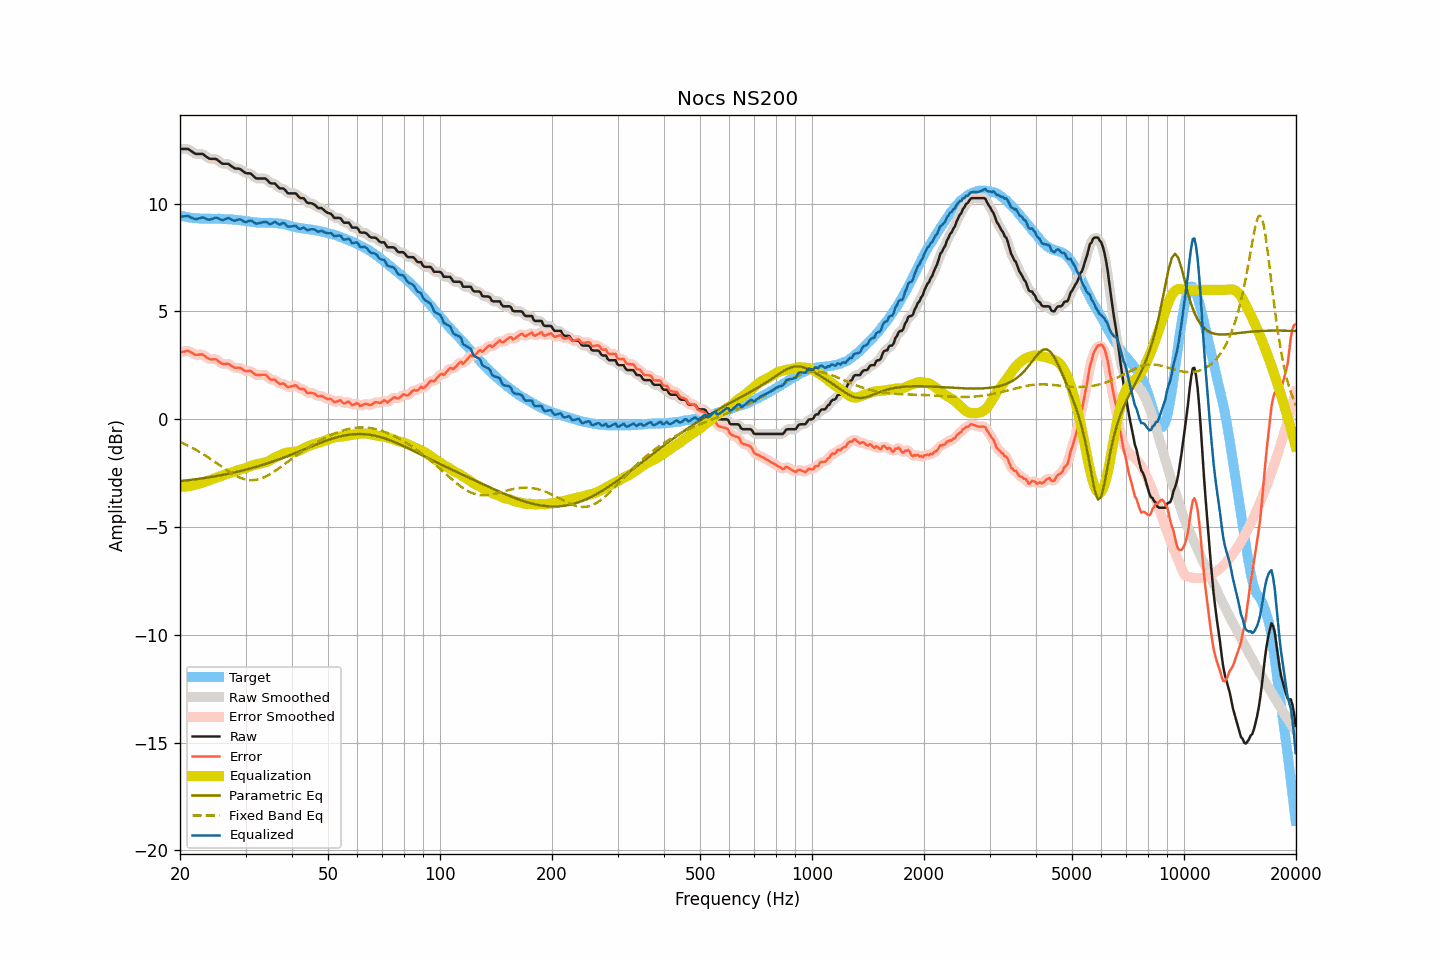 Nocs NS200
Amplitude (dBr)
10
5
0
−5
−10
−15
−20
Target
Raw Smoothed
Error Smoothed
Raw
Error
Equalization
Parametric Eq
Fixed Band Eq
Equalized
20 50 100 200 500 1000 2000 5000 10000 20000
Frequency (Hz)